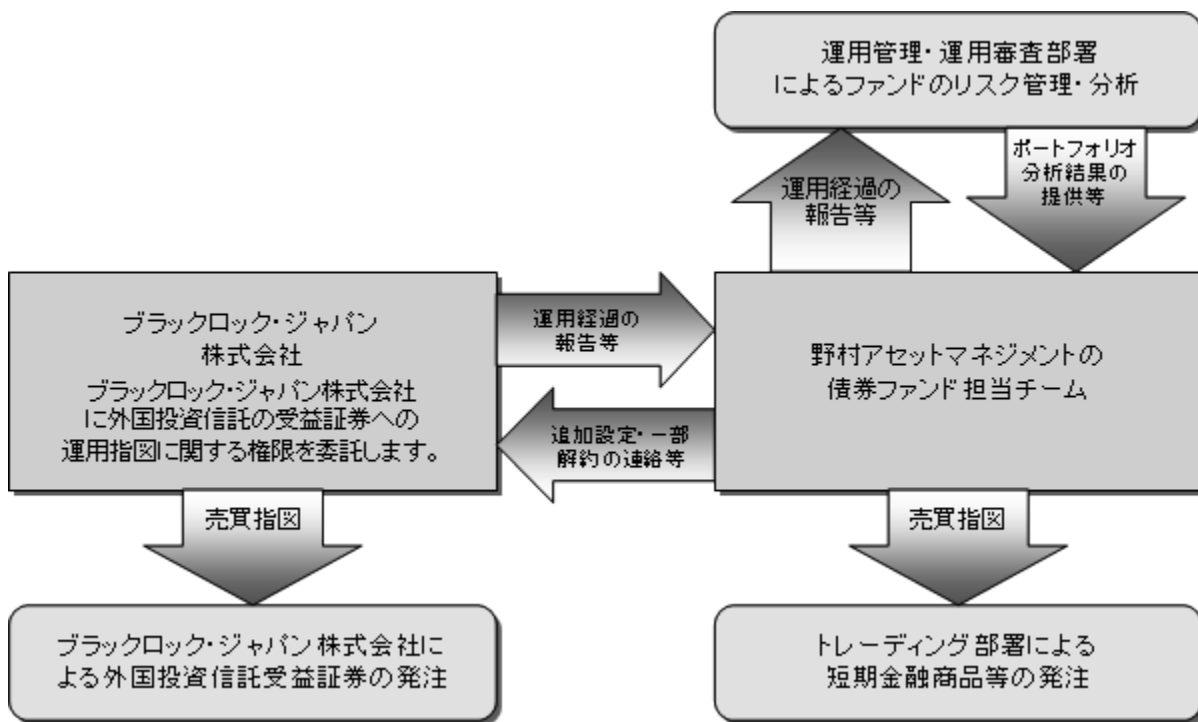 運用管理・運用審査部署
によるファンドのリスク管理・分析
運用経過の
報告等
ポートフォリオ
分析結果の
提供等
ブラックロック・ジャパン
株式会社
ブラックロック・ジャパン株式会社
に外国投資信託の受益証券への
運用指図に関する権限を委託します。
運用経過の
報告等
追加設定・一部
解約の連絡等
野村アセットマネジメントの
債券ファンド担当チーム
売買指図
売買指図
ブラックロック・ジャパン株式会社に
よる外国投資信託受益証券の発注
トレーディング部署による
短期金融商品等の発注